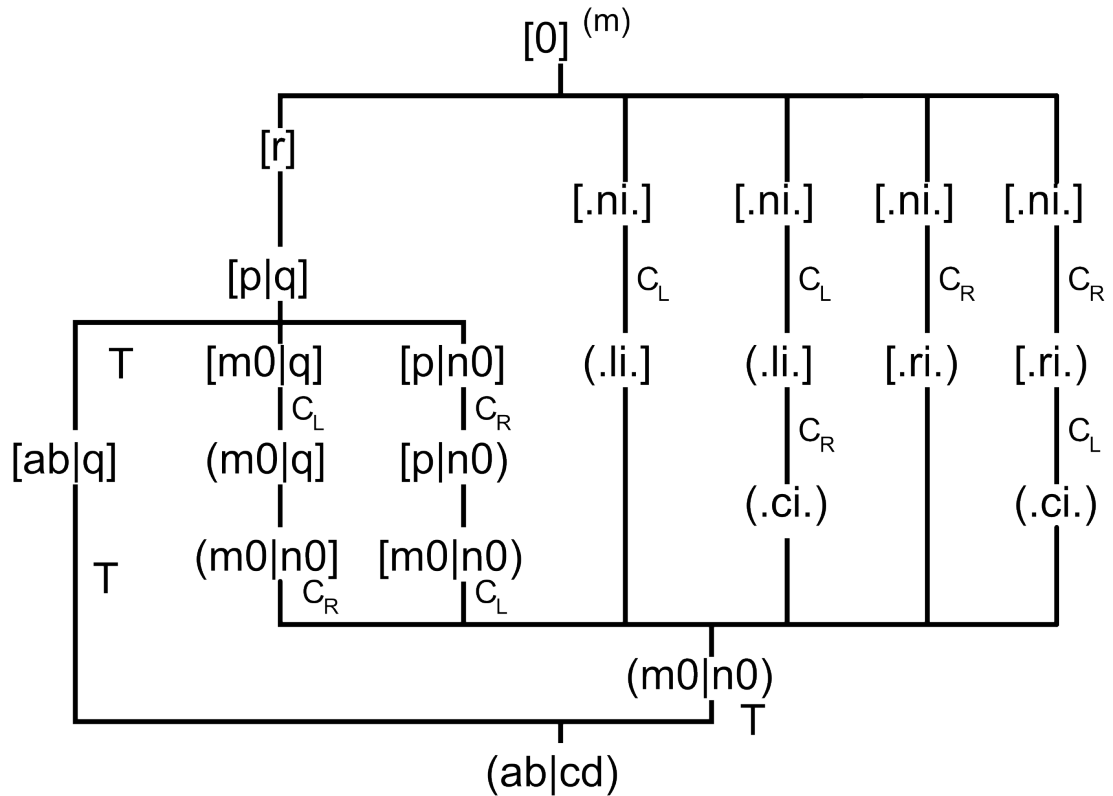 [0] (m)
[r]
[.ni.] [.ni.] [.ni.] [.ni.]
[p|q] C_L C_L C_R C_R
T [m0|q] [p|n0] (.li.] (.li.] [.ri.) [.ri.)
C_L C_R C_R C_L
[ab|q] (m0|q] [p|n0)
(.ci.) (.ci.)
T (m0|n0] [m0|n0)
C_R C_L
(m0|n0)
T
(ab|cd)